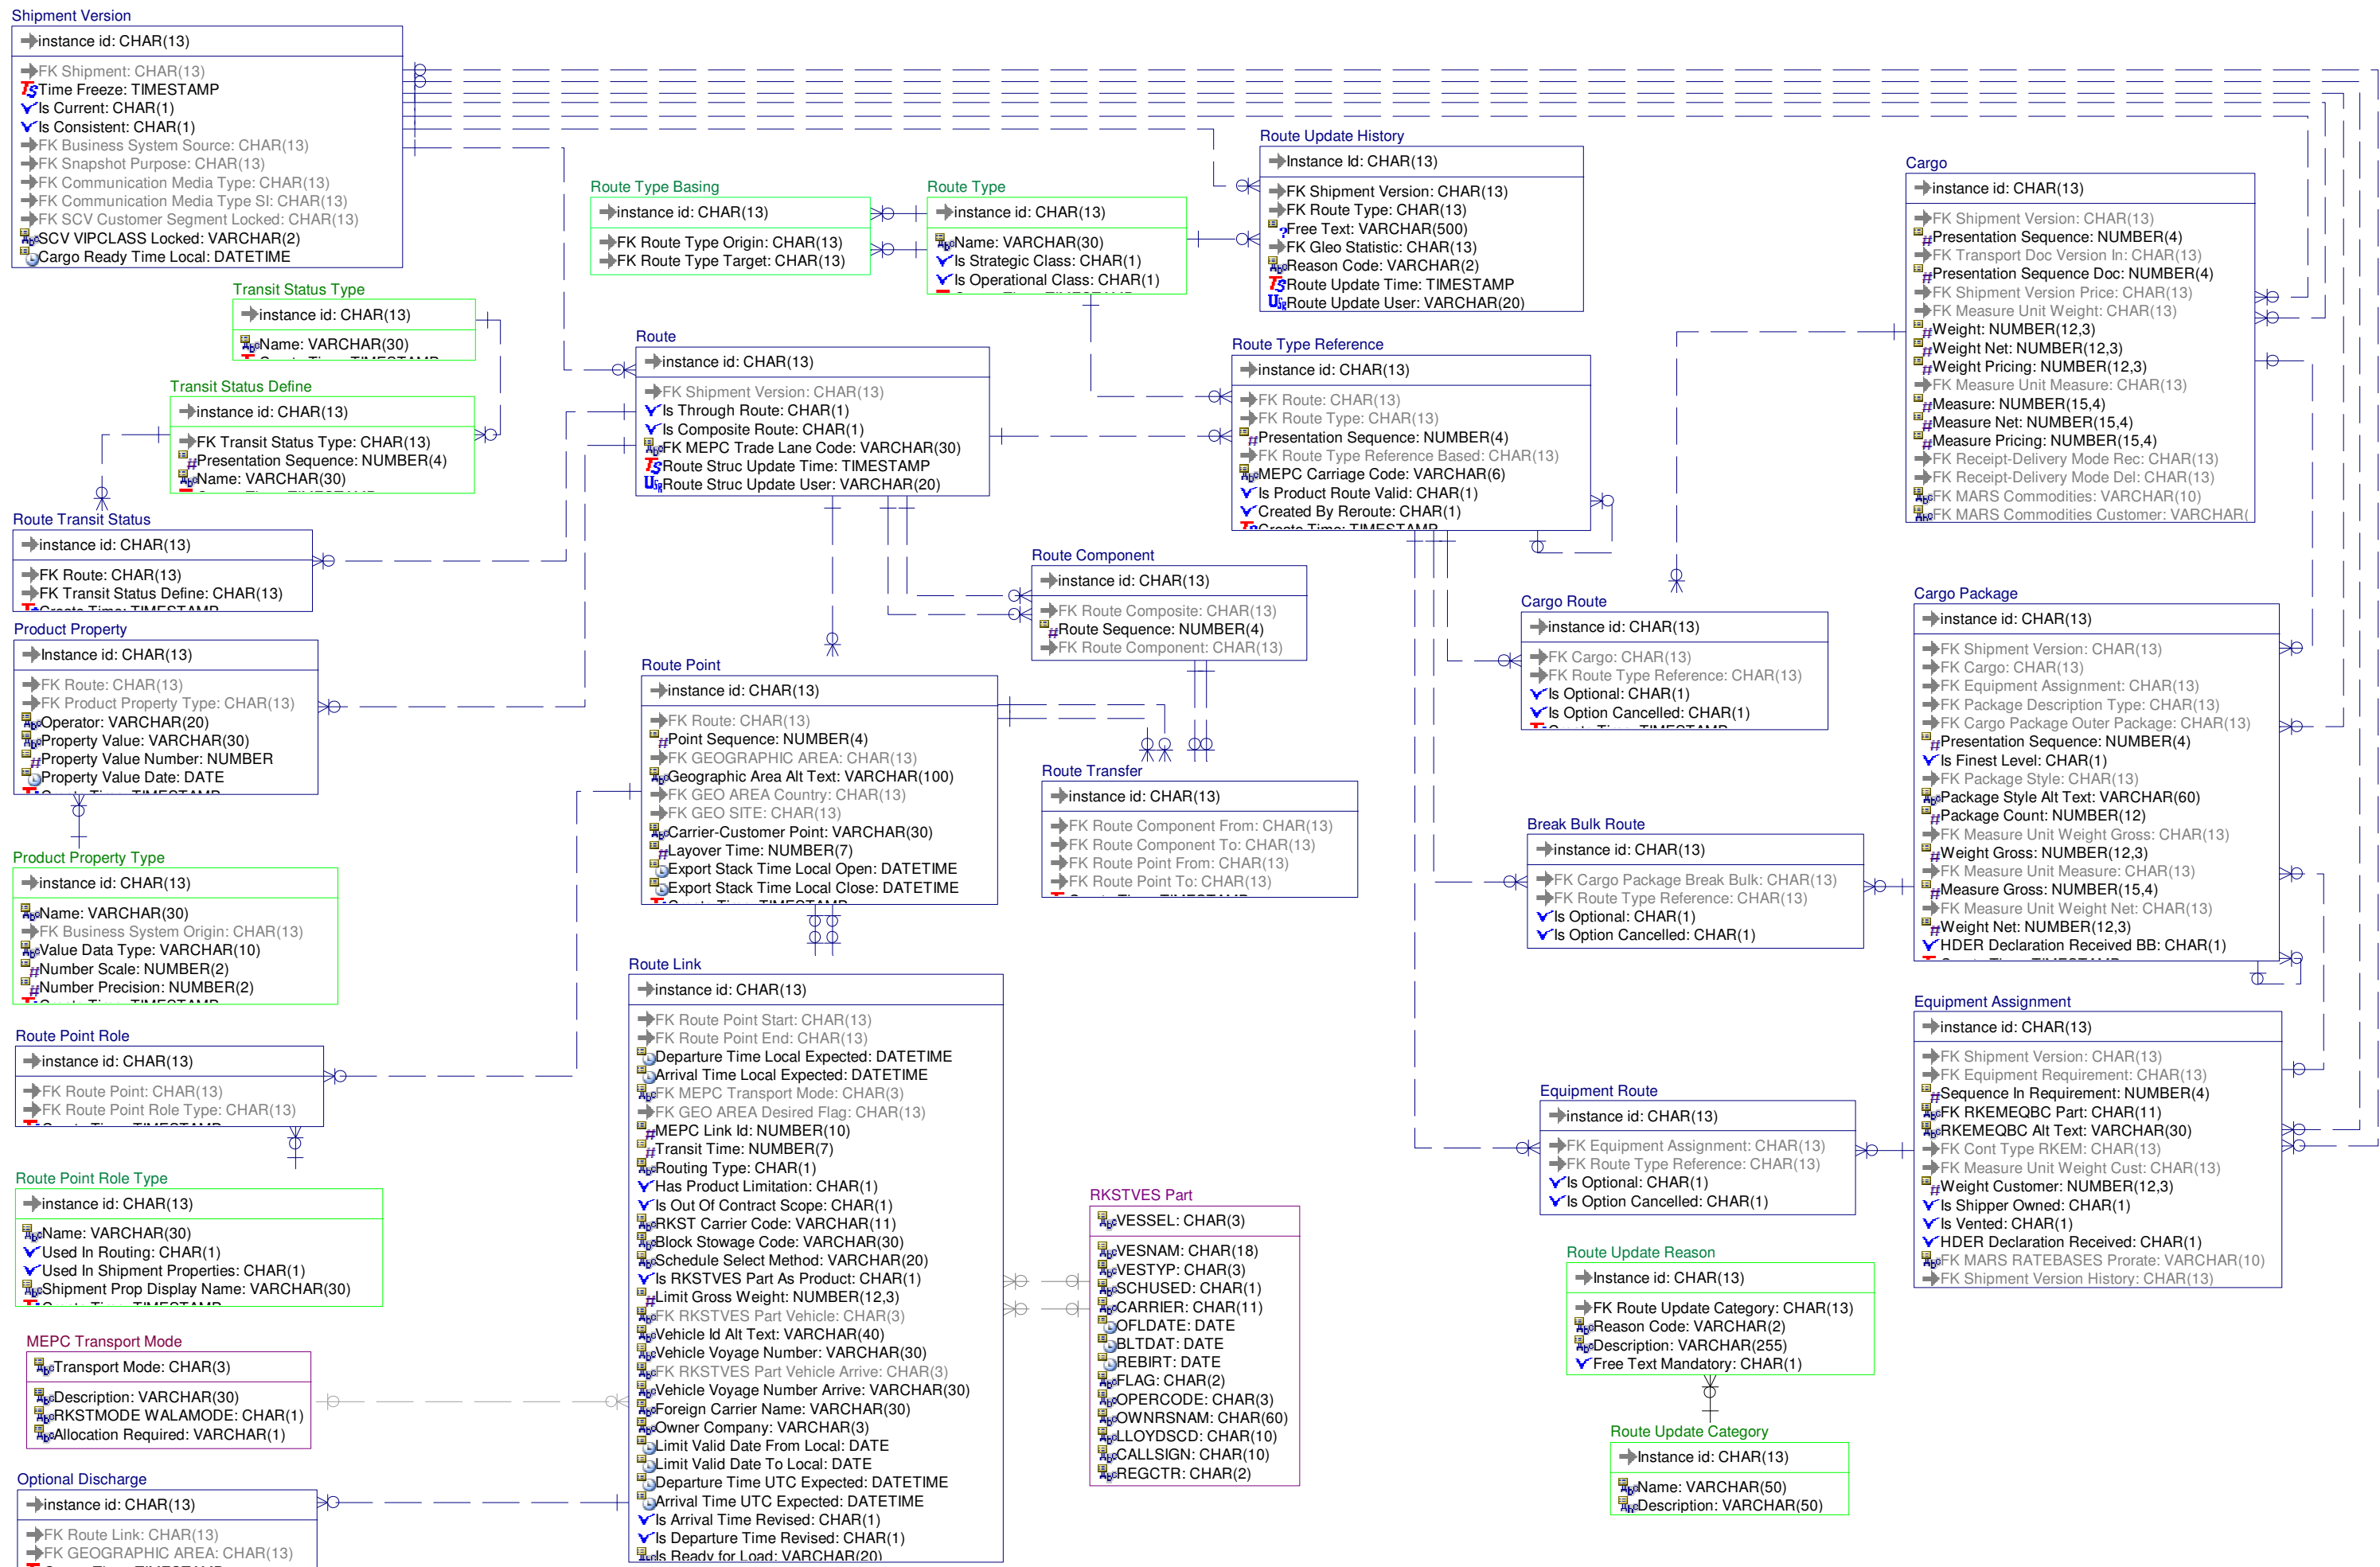 Shipment Version
instance id: CHAR(13)
FK Shipment: CHAR(13)
Time Freeze: TIMESTAMP
Is Current: CHAR(1)
Is Consistent: CHAR(1)
FK Business System Source: CHAR(13)
FK Snapshot Purpose: CHAR(13)
FK Communication Media Type: CHAR(13)
FK Communication Media Type SI: CHAR(13)
FK SCV Customer Segment Locked: CHAR(13)
SCV VIPCLASS Locked: VARCHAR(2)
Cargo Ready Time Local: DATETIME
Transit Status Type
instance id: CHAR(13)
Name: VARCHAR(30)
Create Time: TIMESTAMP
Transit Status Define
instance id: CHAR(13)
FK Transit Status Type: CHAR(13)
Presentation Sequence: NUMBER(4)
Name: VARCHAR(30)
Route Transit Status
instance id: CHAR(13)
FK Route: CHAR(13)
FK Transit Status Define: CHAR(13)
Create Time: TIMESTAMP
Product Property
Instance id: CHAR(13)
FK Route: CHAR(13)
FK Product Property Type: CHAR(13)
Operator: VARCHAR(20)
Property Value: VARCHAR(30)
Property Value Number: NUMBER
Property Value Date: DATE
Create Time: TIMESTAMP
Product Property Type
instance id: CHAR(13)
Name: VARCHAR(30)
FK Business System Origin: CHAR(13)
Value Data Type: VARCHAR(10)
Number Scale: NUMBER(2)
Number Precision: NUMBER(2)
Create Time: TIMESTAMP
Route Point Role
instance id: CHAR(13)
FK Route Point: CHAR(13)
FK Route Point Role Type: CHAR(13)
Create Time: TIMESTAMP
Route Point Role Type
instance id: CHAR(13)
Name: VARCHAR(30)
Used In Routing: CHAR(1)
Used In Shipment Properties: CHAR(1)
Shipment Prop Display Name: VARCHAR(30)
Create Time: TIMESTAMP
MEPC Transport Mode
Transport Mode: CHAR(3)
Description: VARCHAR(30)
RKSTMODE WALAMODE: CHAR(1)
Allocation Required: VARCHAR(1)
Optional Discharge
instance id: CHAR(13)
FK Route Link: CHAR(13)
FK GEOGRAPHIC AREA: CHAR(13)
Route Type Basing
instance id: CHAR(13)
FK Route Type Origin: CHAR(13)
FK Route Type Target: CHAR(13)
Route Type
instance id: CHAR(13)
Name: VARCHAR(30)
Is Strategic Class: CHAR(1)
Is Operational Class: CHAR(1)
Route Update History
Instance Id: CHAR(13)
FK Shipment Version: CHAR(13)
FK Route Type: CHAR(13)
Free Text: VARCHAR(500)
FK Gleo Statistic: CHAR(13)
Reason Code: VARCHAR(2)
Route Update Time: TIMESTAMP
Route Update User: VARCHAR(20)
Route
instance id: CHAR(13)
FK Shipment Version: CHAR(13)
Is Through Route: CHAR(1)
Is Composite Route: CHAR(1)
FK MEPC Trade Lane Code: VARCHAR(30)
Route Struc Update Time: TIMESTAMP
Route Struc Update User: VARCHAR(20)
Route Type Reference
instance id: CHAR(13)
FK Route: CHAR(13)
FK Route Type: CHAR(13)
Presentation Sequence: NUMBER(4)
FK Route Type Reference Based: CHAR(13)
MEPC Carriage Code: VARCHAR(6)
Is Product Route Valid: CHAR(1)
Created By Reroute: CHAR(1)
Create Time: TIMESTAMP
Route Component
instance id: CHAR(13)
FK Route Composite: CHAR(13)
Route Sequence: NUMBER(4)
FK Route Component: CHAR(13)
Route Point
instance id: CHAR(13)
FK Route: CHAR(13)
Point Sequence: NUMBER(4)
FK GEOGRAPHIC AREA: CHAR(13)
Geographic Area Alt Text: VARCHAR(100)
FK GEO AREA Country: CHAR(13)
FK GEO SITE: CHAR(13)
Carrier-Customer Point: VARCHAR(30)
Layover Time: NUMBER(7)
Export Stack Time Local Open: DATETIME
Export Stack Time Local Close: DATETIME
Create Time: TIMESTAMP
Route Transfer
instance id: CHAR(13)
FK Route Component From: CHAR(13)
FK Route Component To: CHAR(13)
FK Route Point From: CHAR(13)
FK Route Point To: CHAR(13)
Create Time: TIMESTAMP
Route Link
instance id: CHAR(13)
FK Route Point Start: CHAR(13)
FK Route Point End: CHAR(13)
Departure Time Local Expected: DATETIME
Arrival Time Local Expected: DATETIME
FK MEPC Transport Mode: CHAR(3)
FK GEO AREA Desired Flag: CHAR(13)
MEPC Link Id: NUMBER(10)
Transit Time: NUMBER(7)
Routing Type: CHAR(1)
Has Product Limitation: CHAR(1)
Is Out Of Contract Scope: CHAR(1)
RKST Carrier Code: VARCHAR(11)
Block Stowage Code: VARCHAR(30)
Schedule Select Method: VARCHAR(20)
Is RKSTVES Part As Product: CHAR(1)
Limit Gross Weight: NUMBER(12,3)
FK RKSTVES Part Vehicle: CHAR(3)
Vehicle Id Alt Text: VARCHAR(40)
Vehicle Voyage Number: VARCHAR(30)
FK RKSTVES Part Vehicle Arrive: CHAR(3)
Vehicle Voyage Number Arrive: VARCHAR(30)
Foreign Carrier Name: VARCHAR(30)
Owner Company: VARCHAR(3)
Limit Valid Date From Local: DATE
Limit Valid Date To Local: DATE
Departure Time UTC Expected: DATETIME
Arrival Time UTC Expected: DATETIME
Is Arrival Time Revised: CHAR(1)
Is Departure Time Revised: CHAR(1)
Is Ready for Load: VARCHAR(20)
RKSTVES Part
VESSEL: CHAR(3)
VESNAM: CHAR(18)
VESTYP: CHAR(3)
SCHUSED: CHAR(1)
CARRIER: CHAR(11)
OFLDATE: DATE
BLTDAT: DATE
REBIRT: DATE
FLAG: CHAR(2)
OPERCODE: CHAR(3)
OWNRSNAM: CHAR(60)
LLOYDSCD: CHAR(10)
CALLSIGN: CHAR(10)
REGCTR: CHAR(2)
Cargo
instance id: CHAR(13)
FK Shipment Version: CHAR(13)
Presentation Sequence: NUMBER(4)
FK Transport Doc Version In: CHAR(13)
Presentation Sequence Doc: NUMBER(4)
FK Shipment Version Price: CHAR(13)
FK Measure Unit Weight: CHAR(13)
Weight: NUMBER(12,3)
Weight Net: NUMBER(12,3)
Weight Pricing: NUMBER(12,3)
FK Measure Unit Measure: CHAR(13)
Measure: NUMBER(15,4)
Measure Net: NUMBER(15,4)
Measure Pricing: NUMBER(15,4)
FK Receipt-Delivery Mode Rec: CHAR(13)
FK Receipt-Delivery Mode Del: CHAR(13)
FK MARS Commodities: VARCHAR(10)
FK MARS Commodities Customer: VARCHAR(
Cargo Route
instance id: CHAR(13)
FK Cargo: CHAR(13)
FK Route Type Reference: CHAR(13)
Is Optional: CHAR(1)
Is Option Cancelled: CHAR(1)
Create Time: TIMESTAMP
Cargo Package
instance id: CHAR(13)
FK Shipment Version: CHAR(13)
FK Cargo: CHAR(13)
FK Equipment Assignment: CHAR(13)
FK Package Description Type: CHAR(13)
FK Cargo Package Outer Package: CHAR(13)
Presentation Sequence: NUMBER(4)
Is Finest Level: CHAR(1)
FK Package Style: CHAR(13)
Package Style Alt Text: VARCHAR(60)
Package Count: NUMBER(12)
FK Measure Unit Weight Gross: CHAR(13)
Weight Gross: NUMBER(12,3)
FK Measure Unit Measure: CHAR(13)
Measure Gross: NUMBER(15,4)
FK Measure Unit Weight Net: CHAR(13)
Weight Net: NUMBER(12,3)
HDER Declaration Received BB: CHAR(1)
Break Bulk Route
instance id: CHAR(13)
FK Cargo Package Break Bulk: CHAR(13)
FK Route Type Reference: CHAR(13)
Is Optional: CHAR(1)
Is Option Cancelled: CHAR(1)
Equipment Assignment
instance id: CHAR(13)
FK Shipment Version: CHAR(13)
FK Equipment Requirement: CHAR(13)
Sequence In Requirement: NUMBER(4)
FK RKEMEQBC Part: CHAR(11)
RKEMEQBC Alt Text: VARCHAR(30)
FK Cont Type RKEM: CHAR(13)
FK Measure Unit Weight Cust: CHAR(13)
Weight Customer: NUMBER(12,3)
Is Shipper Owned: CHAR(1)
Is Vented: CHAR(1)
HDER Declaration Received: CHAR(1)
FK MARS RATEBASES Prorate: VARCHAR(10)
FK Shipment Version History: CHAR(13)
Equipment Route
instance id: CHAR(13)
FK Equipment Assignment: CHAR(13)
FK Route Type Reference: CHAR(13)
Is Optional: CHAR(1)
Is Option Cancelled: CHAR(1)
Route Update Reason
Instance id: CHAR(13)
FK Route Update Category: CHAR(13)
Reason Code: VARCHAR(2)
Description: VARCHAR(255)
Free Text Mandatory: CHAR(1)
Route Update Category
Instance id: CHAR(13)
Name: VARCHAR(50)
Description: VARCHAR(50)